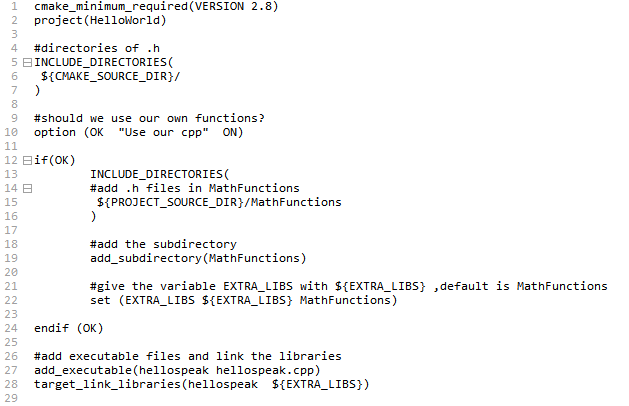 1 cmake_minimum_required(VERSION 2.8)
2 project(HelloWorld)
3
4 #directories of .h
5 INCLUDE_DIRECTORIES(
6 ${CMAKE_SOURCE_DIR}/
7 )
8
9 #should we use our own functions?
10 option (OK  "Use our cpp"  ON)
11
12 if(OK)
13 INCLUDE_DIRECTORIES(
14 #add .h files in MathFunctions
15 ${PROJECT_SOURCE_DIR}/MathFunctions
16 )
17
18 #add the subdirectory
19 add_subdirectory(MathFunctions)
20
21 #give the variable EXTRA_LIBS with ${EXTRA_LIBS} ,default is MathFunctions
22 set (EXTRA_LIBS ${EXTRA_LIBS} MathFunctions)
23
24 endif (OK)
25
26 #add executable files and link the libraries
27 add_executable(hellospeak hellospeak.cpp)
28 target_link_libraries(hellospeak  ${EXTRA_LIBS})
29